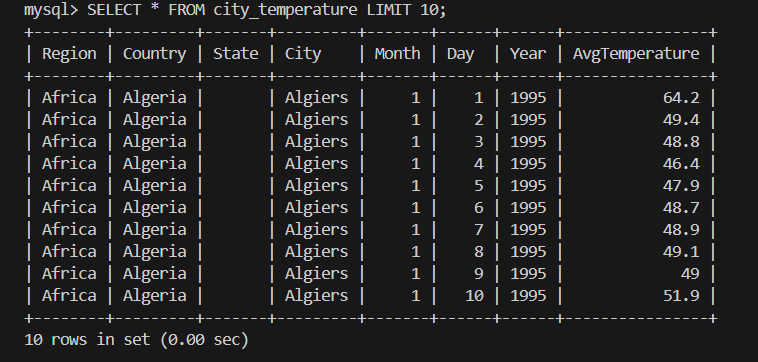 mysql> SELECT * FROM city_temperature LIMIT 10;
+--------+---------+-------+---------+-------+------+------+----------------+
| Region | Country | State | City    | Month | Day  | Year | AvgTemperature |
+--------+---------+-------+---------+-------+------+------+----------------+
| Africa | Algeria |       | Algiers |     1 |    1 | 1995 |           64.2 |
| Africa | Algeria |       | Algiers |     1 |    2 | 1995 |           49.4 |
| Africa | Algeria |       | Algiers |     1 |    3 | 1995 |           48.8 |
| Africa | Algeria |       | Algiers |     1 |    4 | 1995 |           46.4 |
| Africa | Algeria |       | Algiers |     1 |    5 | 1995 |           47.9 |
| Africa | Algeria |       | Algiers |     1 |    6 | 1995 |           48.7 |
| Africa | Algeria |       | Algiers |     1 |    7 | 1995 |           48.9 |
| Africa | Algeria |       | Algiers |     1 |    8 | 1995 |           49.1 |
| Africa | Algeria |       | Algiers |     1 |    9 | 1995 |             49 |
| Africa | Algeria |       | Algiers |     1 |   10 | 1995 |           51.9 |
+--------+---------+-------+---------+-------+------+------+----------------+
10 rows in set (0.00 sec)